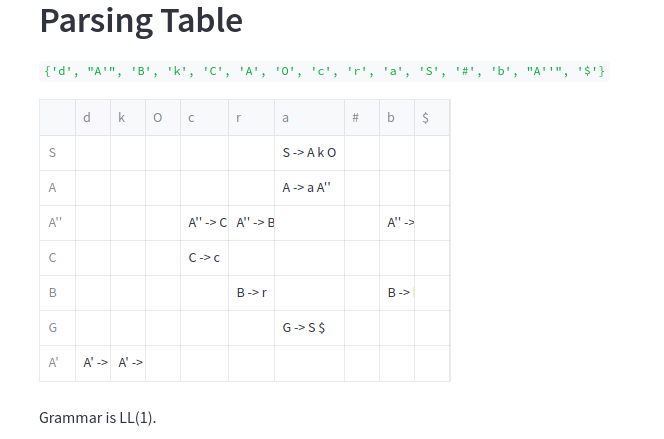 Parsing Table
{'d', "A'", 'B', 'k', 'C', 'A', 'O', 'c', 'r', 'a', 'S', '#', 'b', "A''", '$'}
d k O c r a # b $
S S -> A k O
A A -> a A''
A'' A'' -> C A'' -> B A'' ->
C C -> c
B B -> r B ->
G G -> S $
A' A' -> A' ->
Grammar is LL(1).